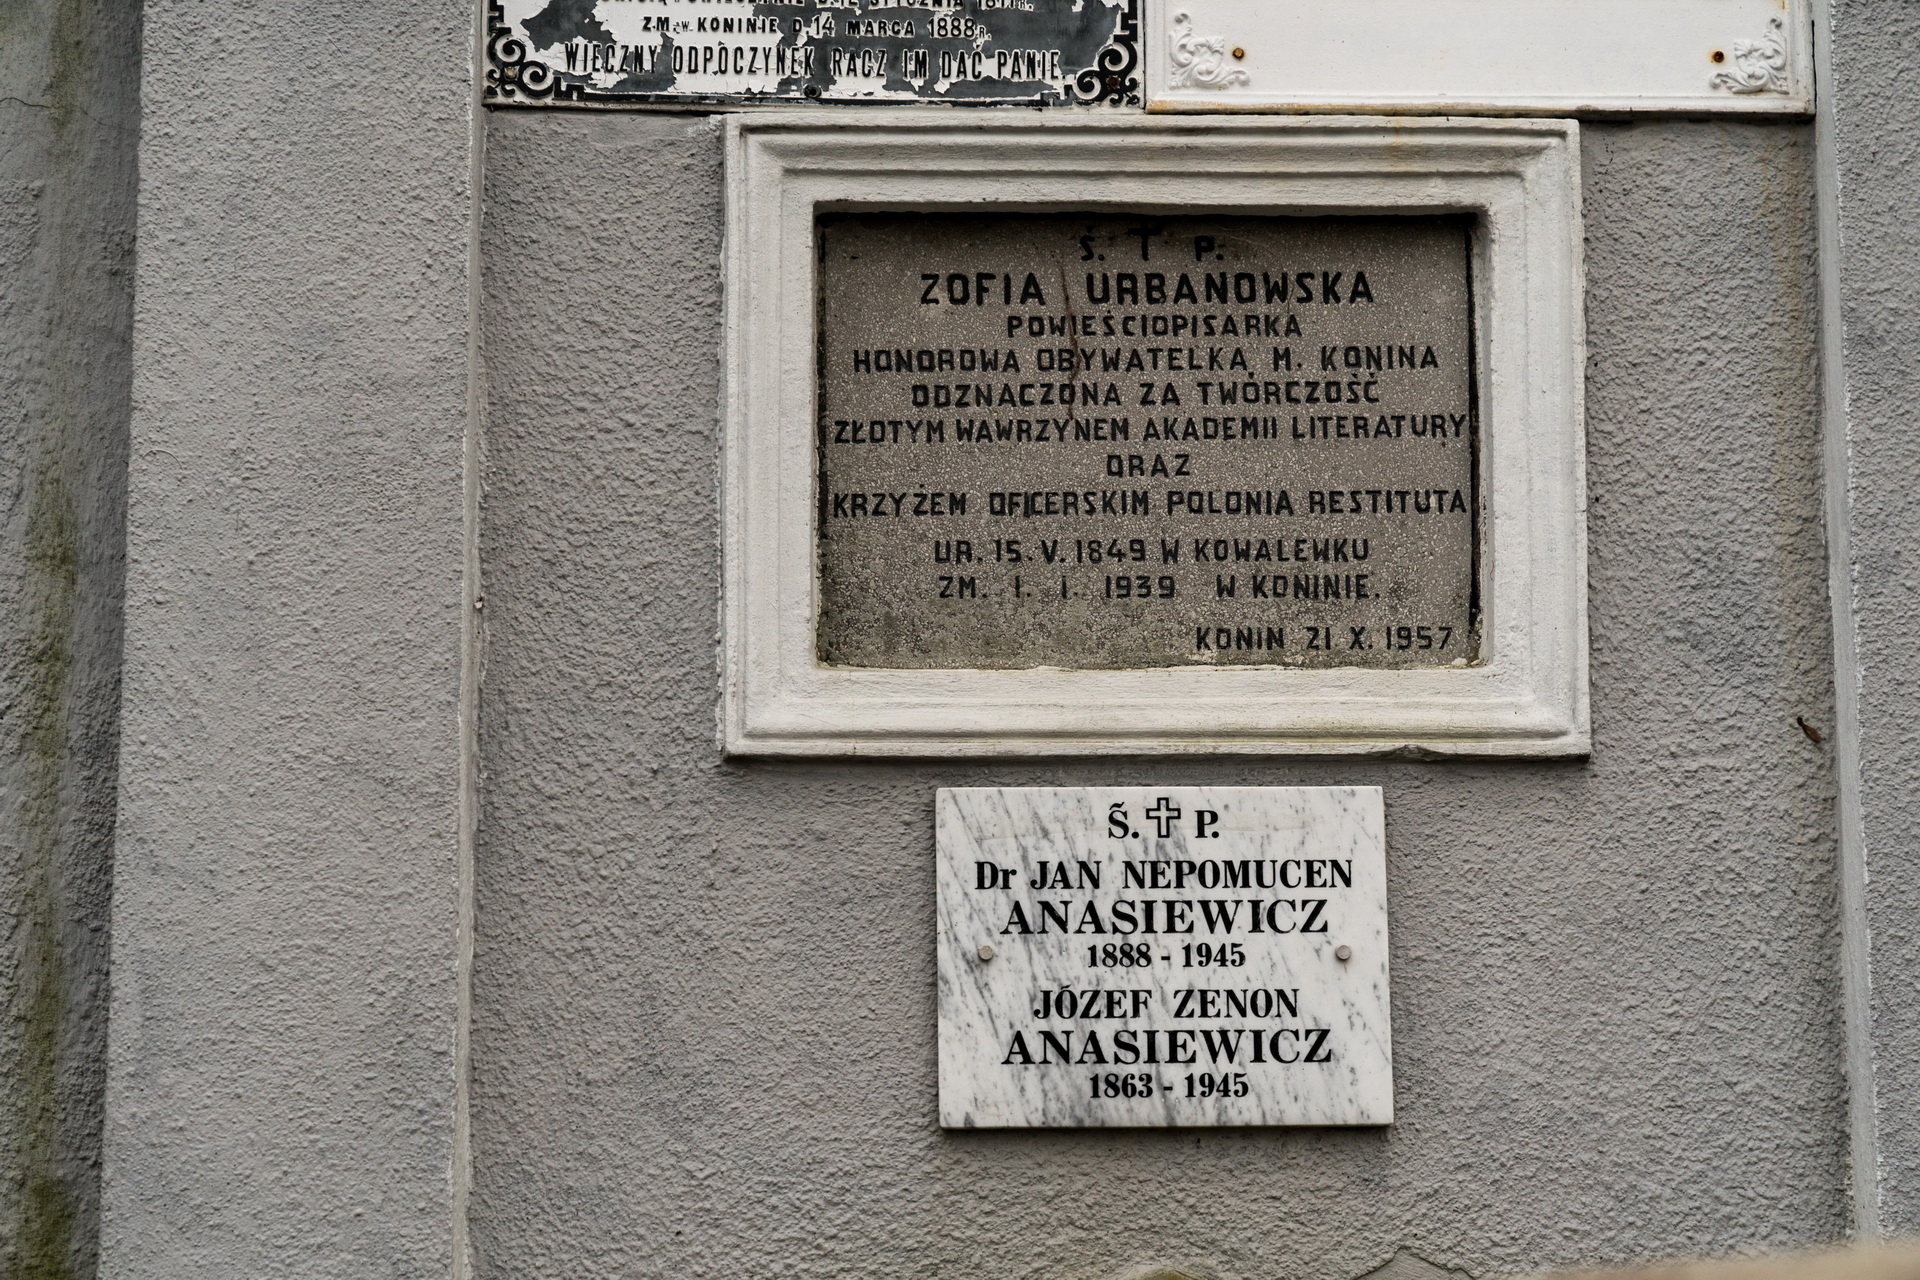 ZM. W. KONINIE D. 14 MARCA 1888 R.
WIECZNY ODPOCZYNEK RACZ IM DAĆ PANIE
Ś. † P.
ZOFIA URBANOWSKA
POWIEŚCIOPISARKA
HONOROWA OBYWATELKA M. KONINA
ODZNACZONA ZA TWÓRCZOŚĆ
ZŁOTYM WAWRZYNEM AKADEMII LITERATURY
ORAZ
KRZYŻEM OFICERSKIM POLONIA RESTITUTA
UR. 15. V. 1849 W KOWALEWKU
ZM. 1. 1. 1939 W KONINIE.
KONIN 21 X. 1957
Ś. ✝ P.
Dr JAN NEPOMUCEN
ANASIEWICZ
1888 - 1945
JÓZEF ZENON
ANASIEWICZ
1863 - 1945